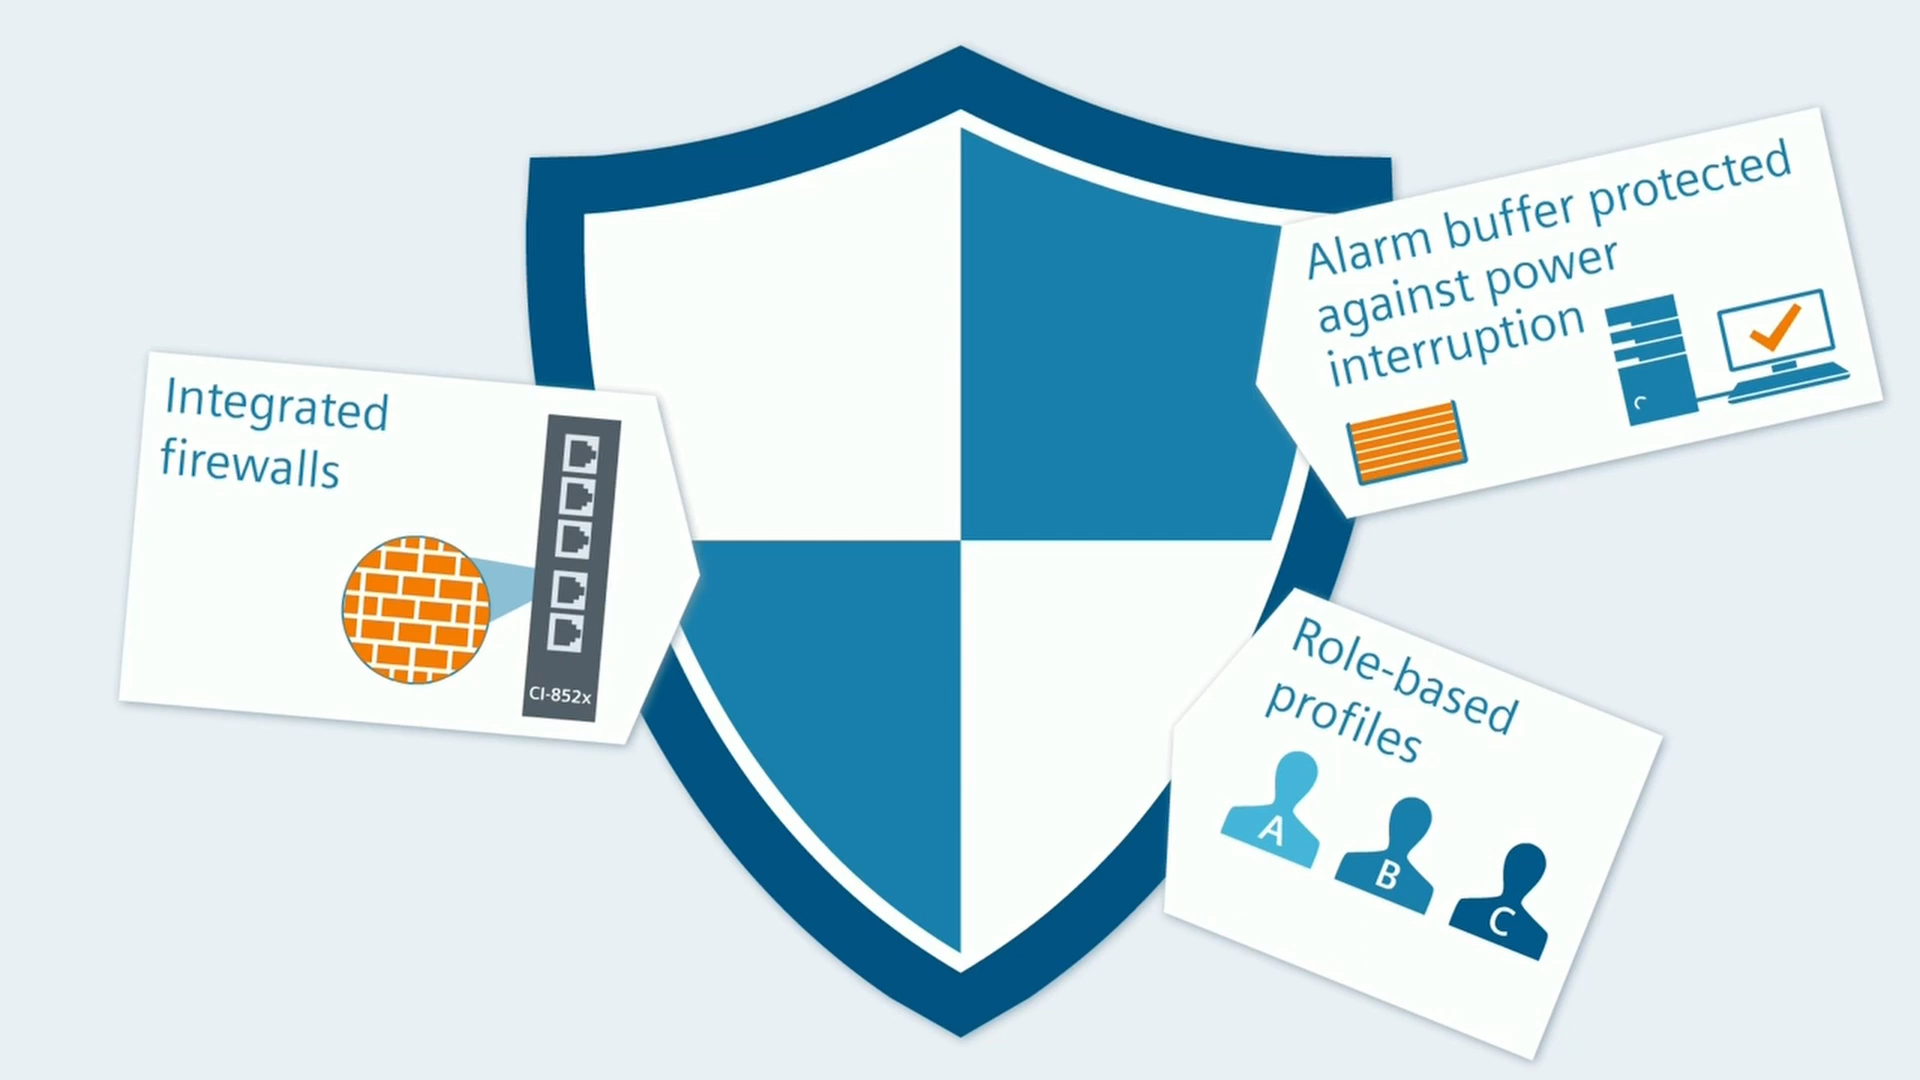 Integrated
firewalls
CI-852x
Alarm buffer protected
against power
interruption
Role-based
profiles
A
B
C